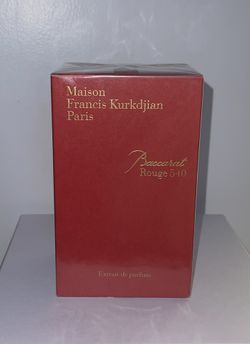 Maison
Francis Kurkdjian
Paris
Baccarat
Rouge 540
Extrait de parfum